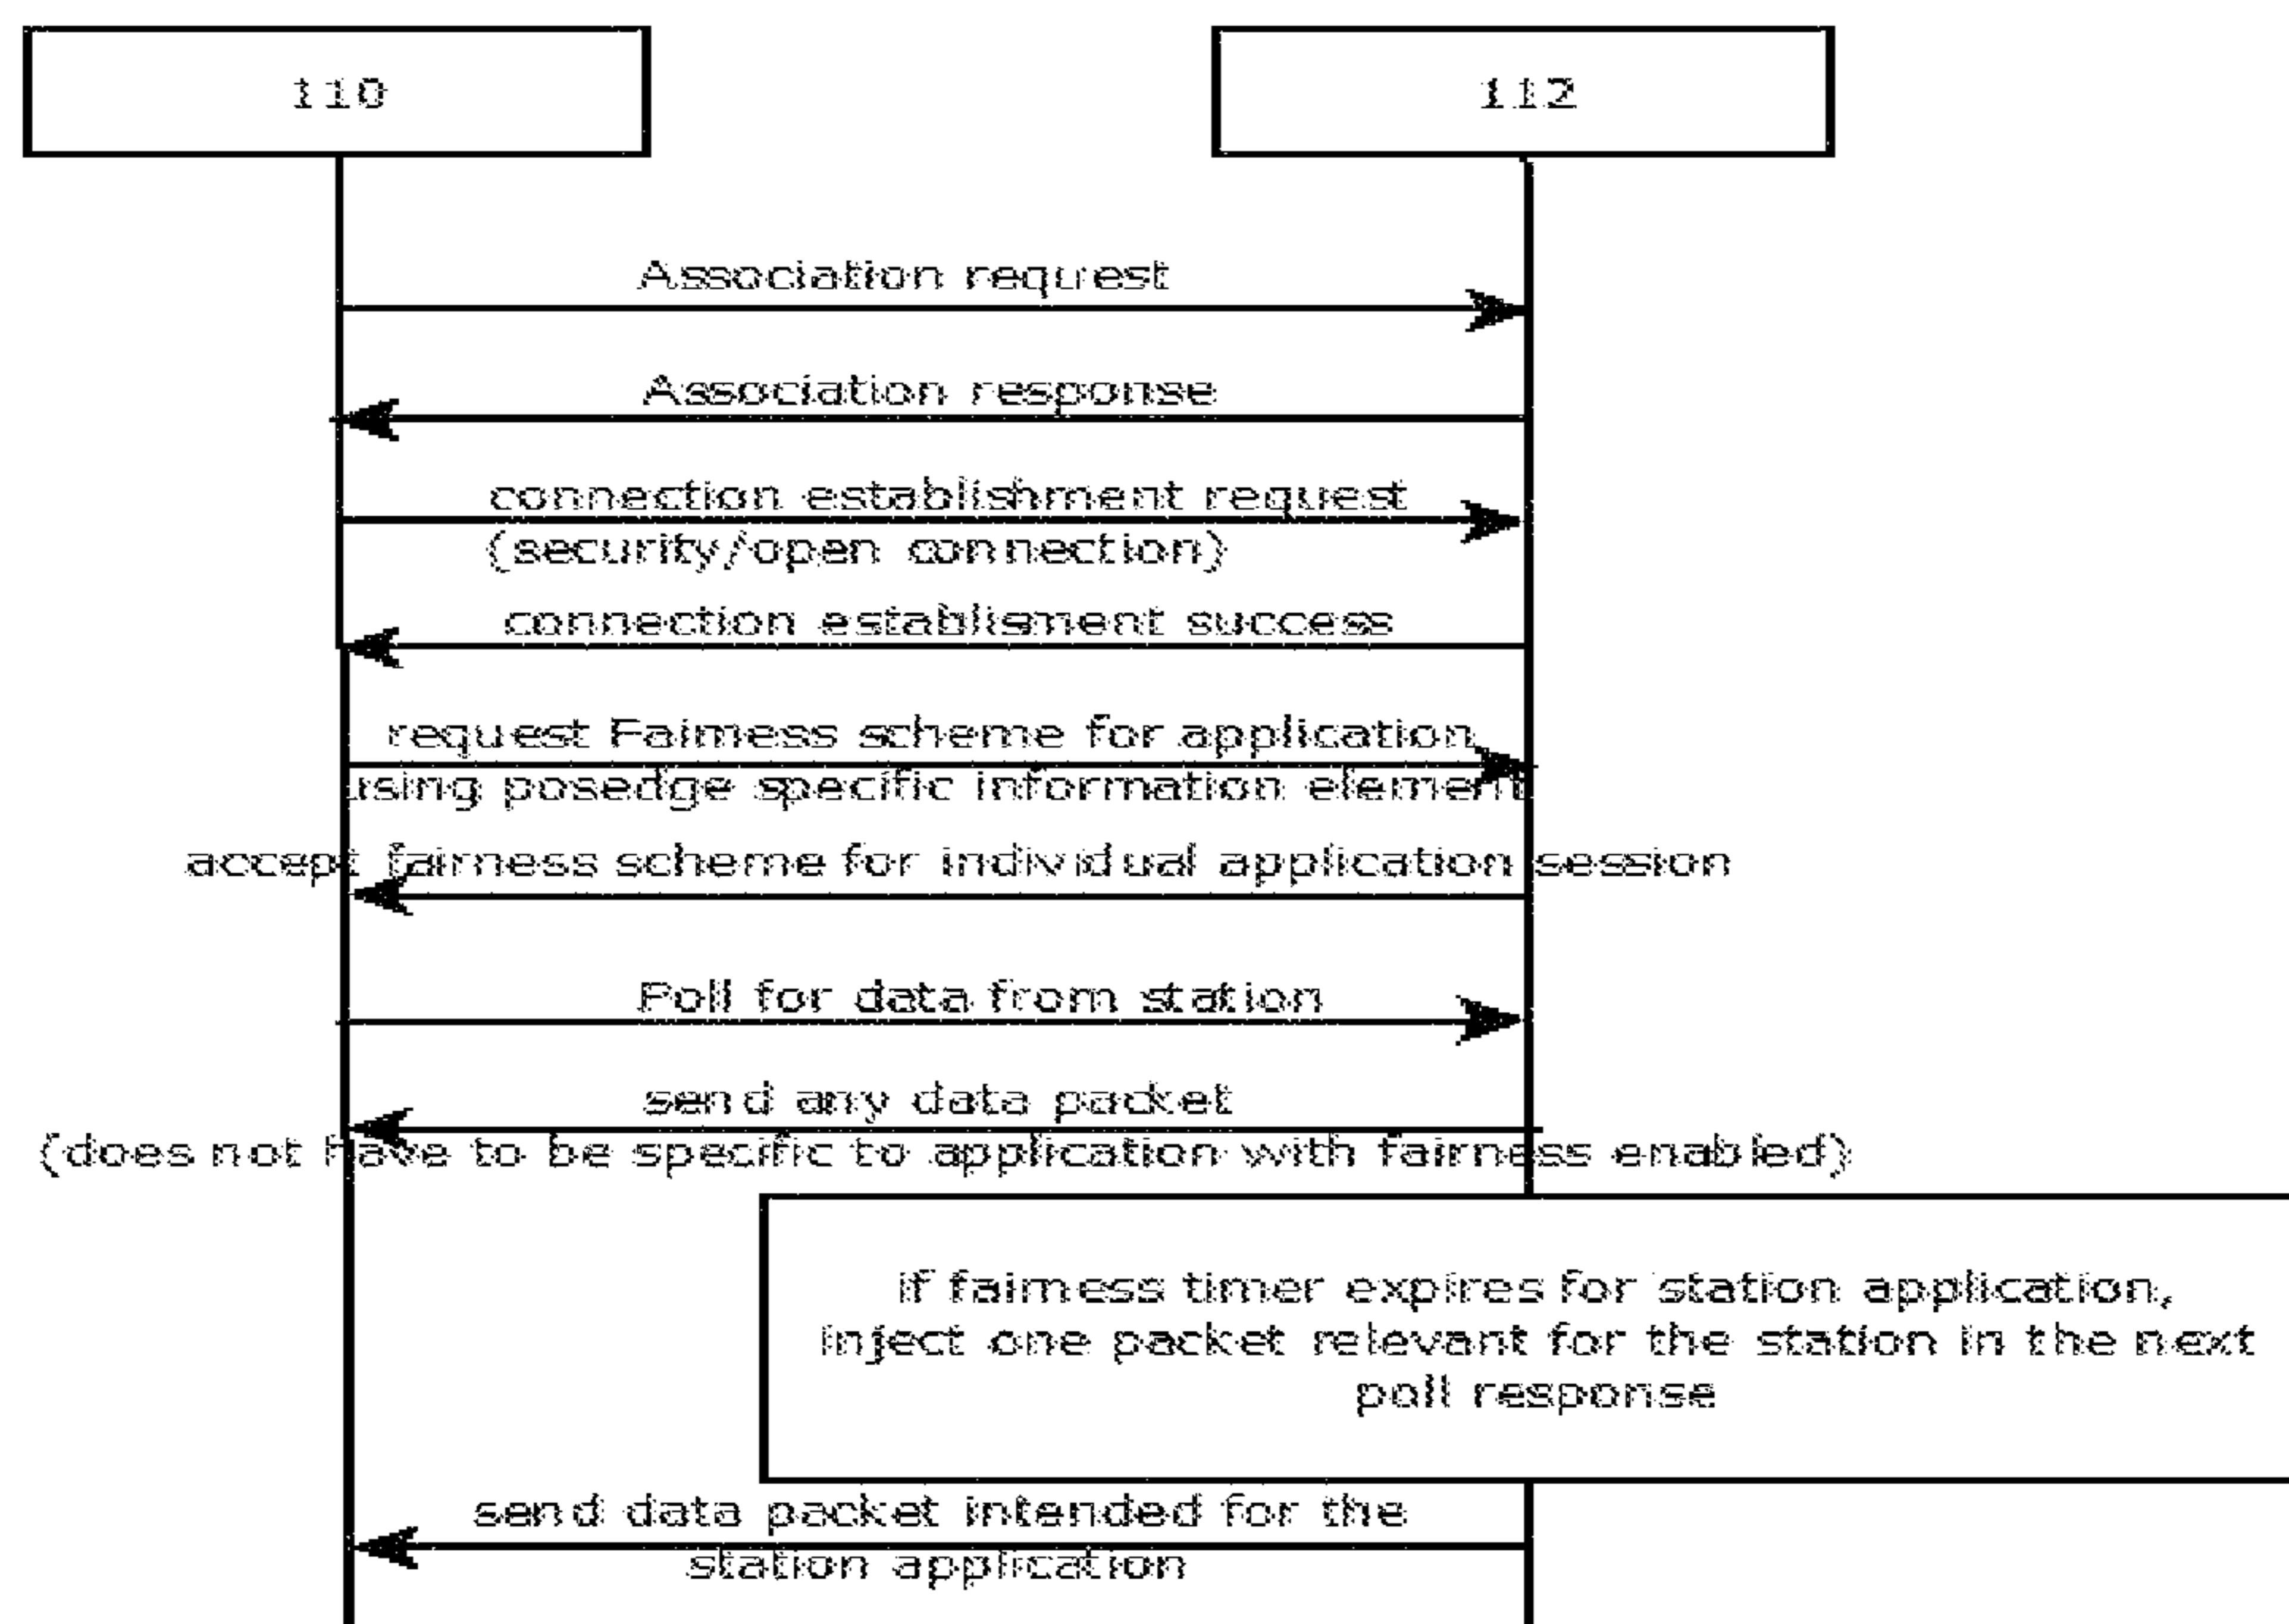 110
112
Association request
Association response
connection establishment request
(security/open connection)
connection establisment success
request Fairness scheme for application
using posedge specific information element
accept fairness scheme for individual application session
Poll for data from station
send any data packet
(does not have to be specific to application with fairness enabled)
if fairness timer expires for station application,
inject one packet relevant for the station in the next
poll response
send data packet intended for the
station application